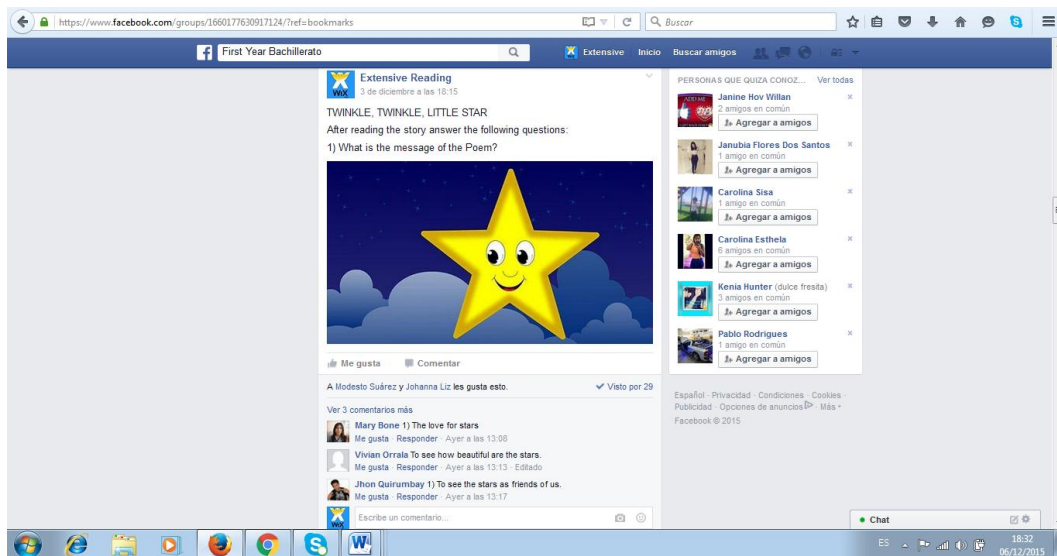 https://www.facebook.com/groups/1660177630917124/?ref=bookmarks
Buscar
First Year Bachillerato
Extensive Inicio Buscar amigos
Extensive Reading
3 de diciembre a las 18:15
TWINKLE, TWINKLE, LITTLE STAR
After reading the story answer the following questions:
1) What is the message of the Poem?
Me gusta Comentar
A Modesto Suárez y Johanna Liz les gusta esto. Visto por 29
Ver 3 comentarios más
Mary Bone 1) The love for stars
Me gusta · Responder · Ayer a las 13:08
Vivian Orrala To see how beautiful are the stars.
Me gusta · Responder · Ayer a las 13:13 · Editado
Jhon Quirumbay 1) To see the stars as friends of us.
Me gusta · Responder · Ayer a las 13:17
WiX
Escribe un comentario...
PERSONAS QUE QUIZA CONOZ... Ver todas
Janine Hov Willan
2 amigos en común
Agregar a amigos
Janubia Flores Dos Santos
1 amigo en común
Agregar a amigos
Carolina Sisa
1 amigo en común
Agregar a amigos
Carolina Esthela
6 amigos en común
Agregar a amigos
Kenia Hunter (dulce fresita)
3 amigos en común
Agregar a amigos
Pablo Rodrigues
1 amigo en común
Agregar a amigos
Español · Privacidad · Condiciones · Cookies ·
Publicidad · Opciones de anuncios · Más
Facebook © 2015
Chat
ES
18:32
06/12/2015